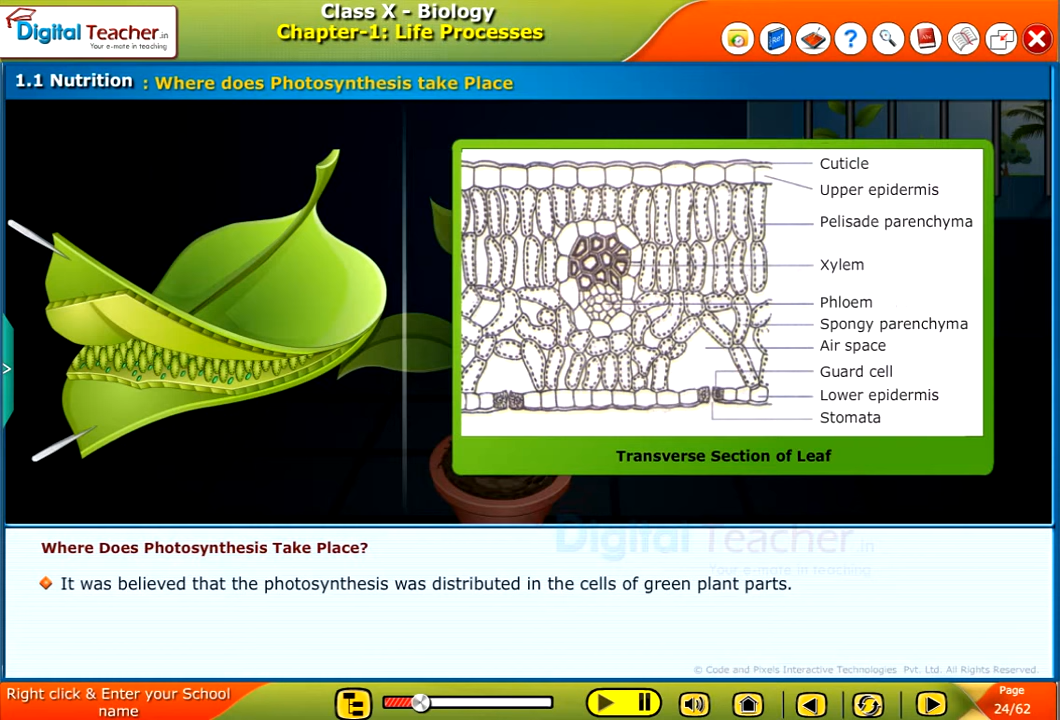 Digital Teacher.in
Your e-mate in teaching
Class X - Biology
Chapter-1: Life Processes
Ref
1.1 Nutrition : Where does Photosynthesis take Place
Cuticle
Upper epidermis
Pelisade parenchyma
Xylem
Phloem
Spongy parenchyma
Air space
Guard cell
Lower epidermis
Stomata
Transverse Section of Leaf
Digital Teacher.in
Your e-mate in teaching
Where Does Photosynthesis Take Place?
It was believed that the photosynthesis was distributed in the cells of green plant parts.
© Code and Pixels Interactive Technologies. Pvt. Ltd. All Rights Reserved.
Right click & Enter your School
name
Page
24/62